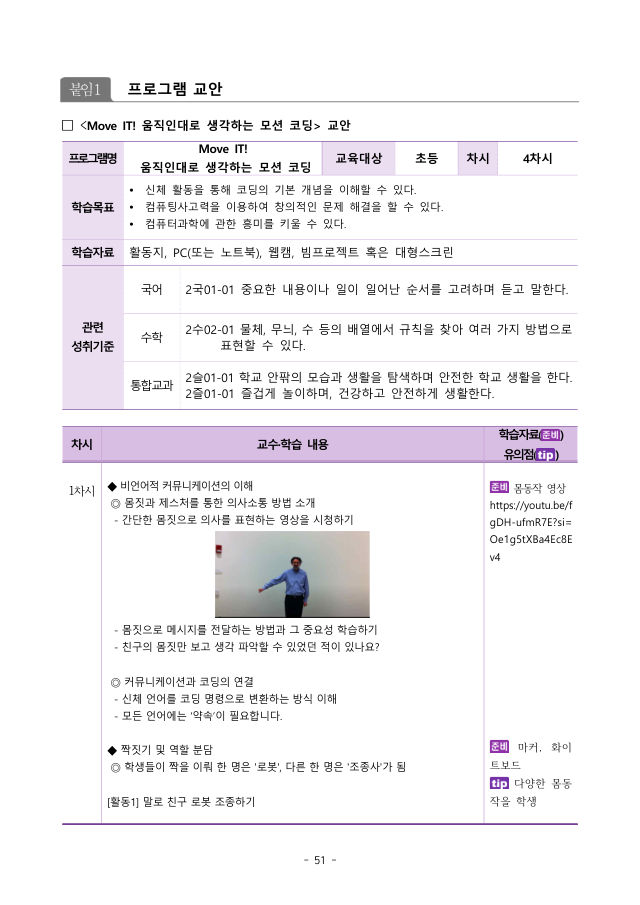 붙임1 프로그램 교안
□ <Move IT! 움직인대로 생각하는 모션 코딩> 교안
프로그램명
Move IT!
움직인대로 생각하는 모션 코딩
교육대상
초등
차시
4차시
학습목표
• 신체 활동을 통해 코딩의 기본 개념을 이해할 수 있다.
• 컴퓨팅사고력을 이용하여 창의적인 문제 해결을 할 수 있다.
• 컴퓨터과학에 관한 흥미를 키울 수 있다.
학습자료
활동지, PC(또는 노트북), 웹캠, 빔프로젝트 혹은 대형스크린
관련
성취기준
국어
2국01-01 중요한 내용이나 일이 일어난 순서를 고려하며 듣고 말한다.
수학
2수02-01 물체, 무늬, 수 등의 배열에서 규칙을 찾아 여러 가지 방법으로
표현할 수 있다.
통합교과
2슬01-01 학교 안팎의 모습과 생활을 탐색하며 안전한 학교 생활을 한다.
2즐01-01 즐겁게 놀이하며, 건강하고 안전하게 생활한다.
차시
교수·학습 내용
학습자료(준비)
유의점(tip)
1차시
◆ 비언어적 커뮤니케이션의 이해
◎ 몸짓과 제스처를 통한 의사소통 방법 소개
- 간단한 몸짓으로 의사를 표현하는 영상을 시청하기
- 몸짓으로 메시지를 전달하는 방법과 그 중요성 학습하기
- 친구의 몸짓만 보고 생각 파악할 수 있었던 적이 있나요?
◎ 커뮤니케이션과 코딩의 연결
- 신체 언어를 코딩 명령으로 변환하는 방식 이해
- 모든 언어에는 '약속'이 필요합니다.
◆ 짝짓기 및 역할 분담
◎ 학생들이 짝을 이뤄 한 명은 '로봇', 다른 한 명은 '조종사'가 됨
[활동1] 말로 친구 로봇 조종하기
준비 몸동작 영상
https://youtu.be/f
gDH-ufmR7E?si=
Oe1g5tXBa4Ec8E
v4
준비 마커, 화이
트보드
tip 다양한 몸동
작을 학생
- 51 -